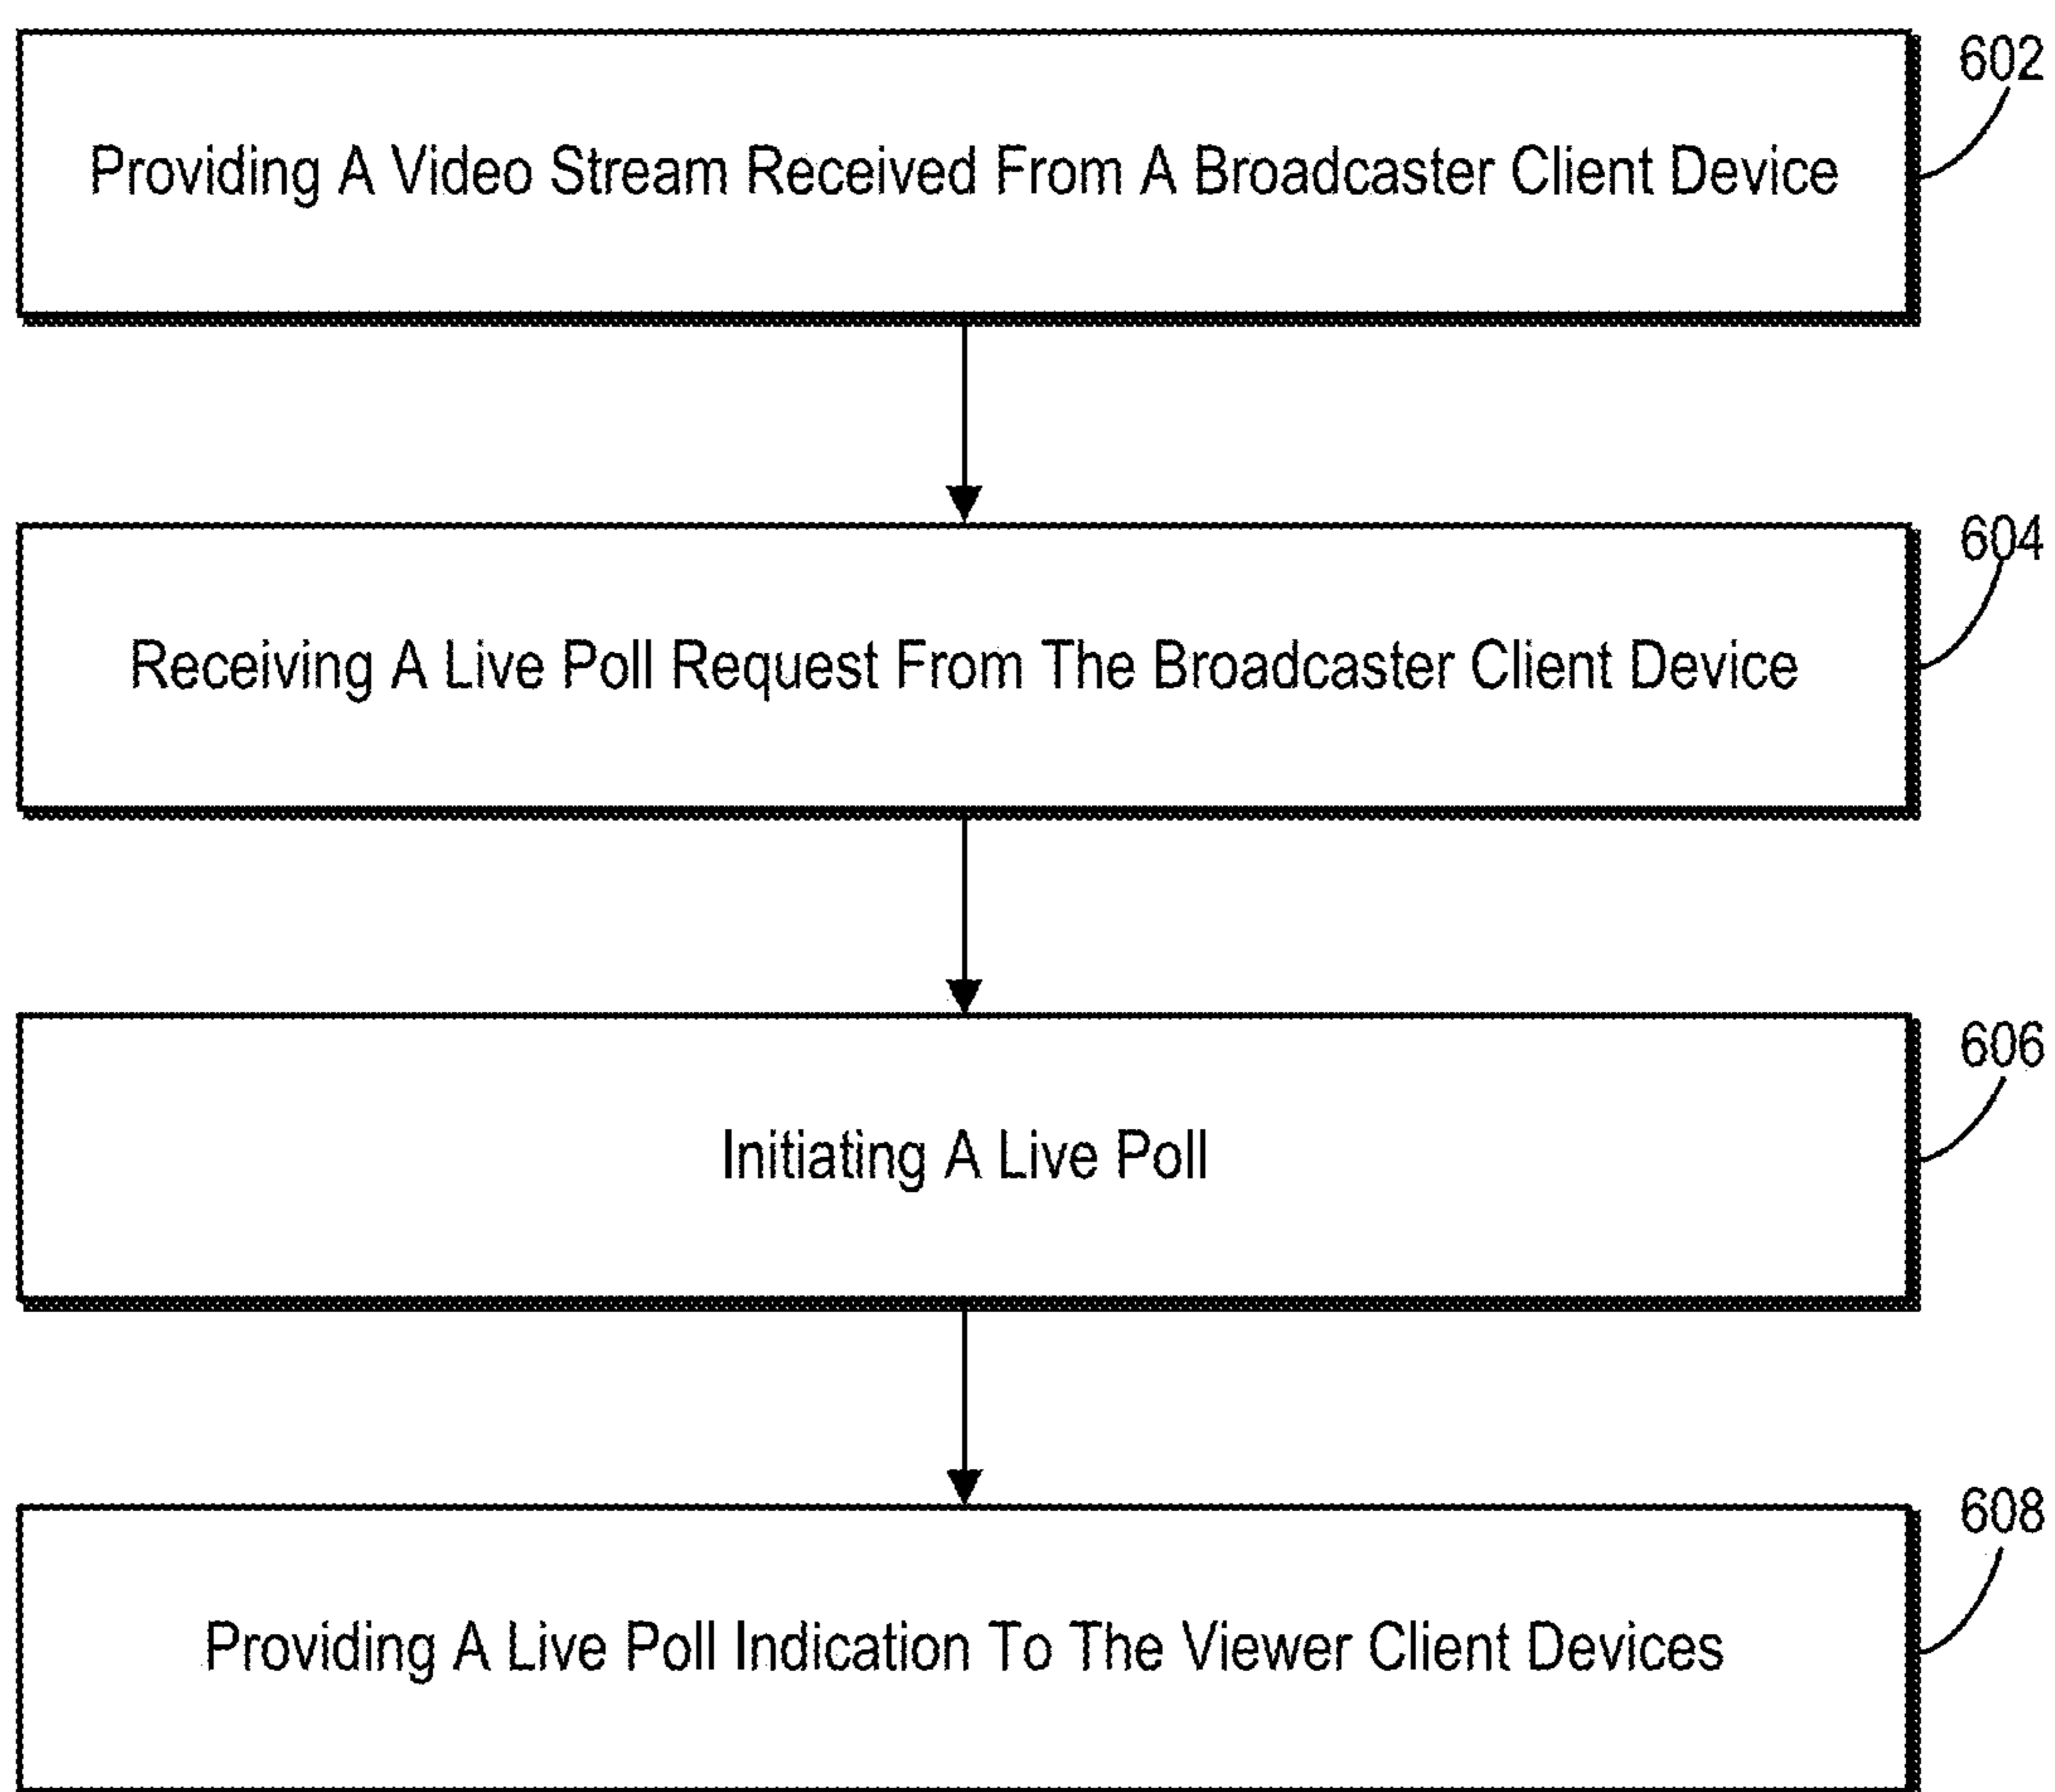 602
Providing A Video Stream Received From A Broadcaster Client Device
604
Receiving A Live Poll Request From The Broadcaster Client Device
606
Initiating A Live Poll
608
Providing A Live Poll Indication To The Viewer Client Devices